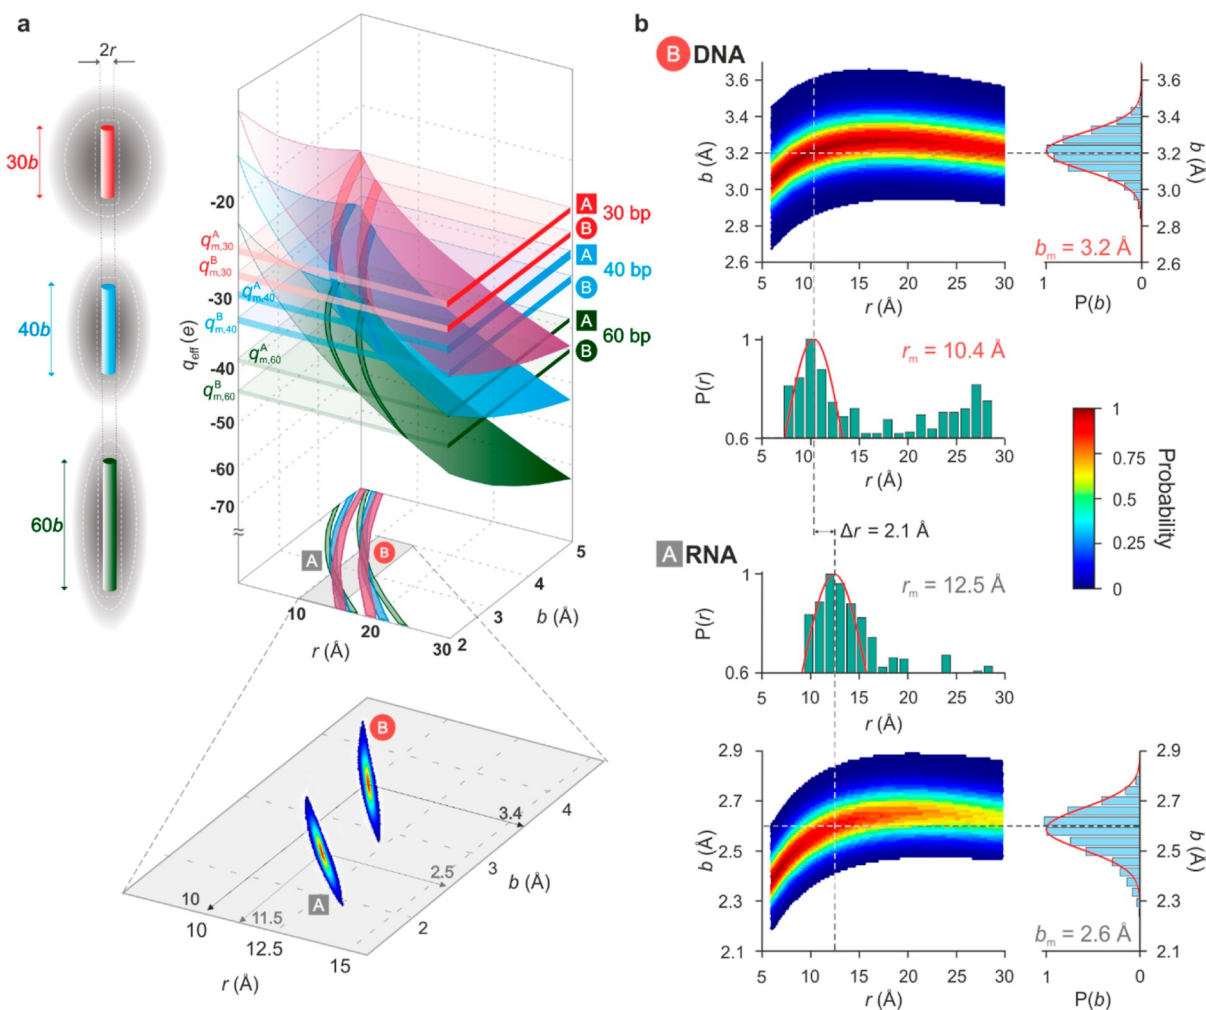 a
2r
30b
40b
60b
-20
-30
-40
-50
-60
-70
≈
q_eff (e)
q^A_m,30
q^B_m,30
q^A_m,40
q^B_m,40
q^A_m,60
q^B_m,60
A
B 30 bp
A
B 40 bp
A
B 60 bp
A
B
10
20
30
r (Å)
2
3
4
5
b (Å)
B
A
3.4
2.5
10
11.5
10
12.5
15
r (Å)
2
3
4
b (Å)
b
B DNA
3.6
3.4
3.2
3.0
2.8
2.6
b (Å)
5 10 15 20 25 30
r (Å)
3.6
3.4
3.2
3.0
2.8
2.6
b (Å)
b_m = 3.2 Å
1 0
P(b)
1
0.6
P(r)
r_m = 10.4 Å
5 10 15 20 25 30
r (Å)
Δr = 2.1 Å
1
0.75
0.5
0.25
0
Probability
A RNA
1
0.6
P(r)
r_m = 12.5 Å
5 10 15 20 25 30
r (Å)
2.9
2.7
2.5
2.3
2.1
b (Å)
5 10 15 20 25 30
r (Å)
2.9
2.7
2.5
2.3
2.1
b (Å)
b_m = 2.6 Å
1 0
P(b)